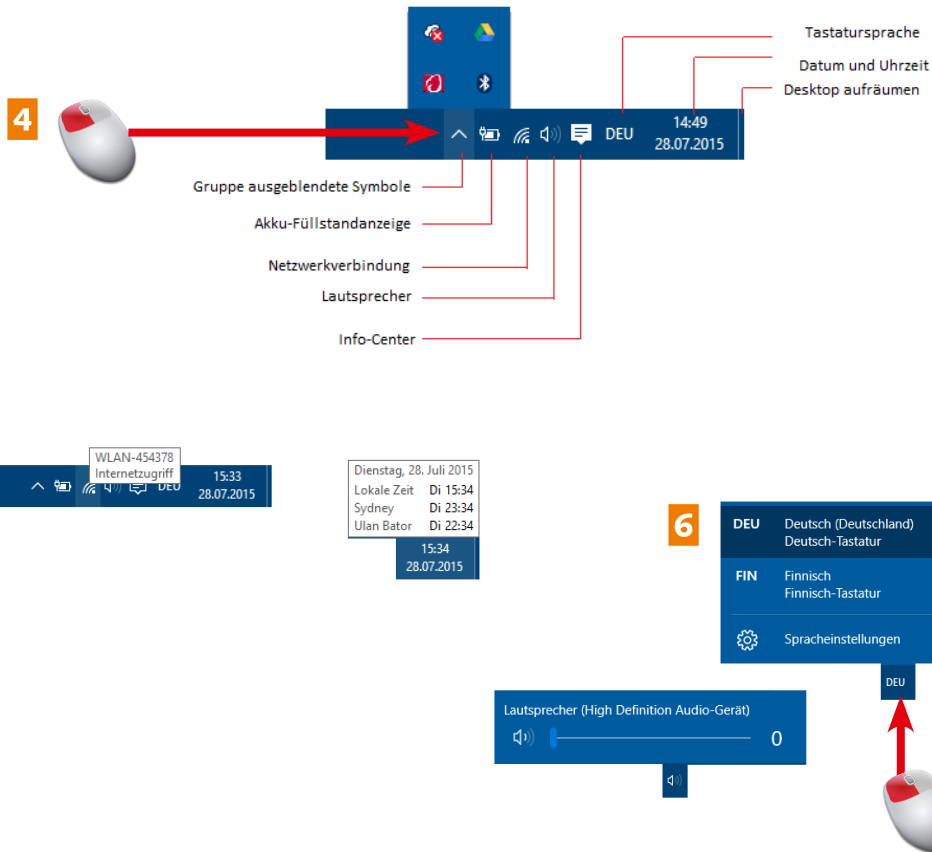 Tastatursprache
Datum und Uhrzeit
Desktop aufräumen
4
DEU
14:49
28.07.2015
Gruppe ausgeblendete Symbole
Akku-Füllstandanzeige
Netzwerkverbindung
Lautsprecher
Info-Center
WLAN-454378
Internetzugriff
DEU
15:33
28.07.2015
Dienstag, 28. Juli 2015
Lokale Zeit Di 15:34
Sydney Di 23:34
Ulan Bator Di 22:34
15:34
28.07.2015
6
DEU Deutsch (Deutschland)
Deutsch-Tastatur
FIN Finnisch
Finnisch-Tastatur
Spracheinstellungen
DEU
Lautsprecher (High Definition Audio-Gerät)
0